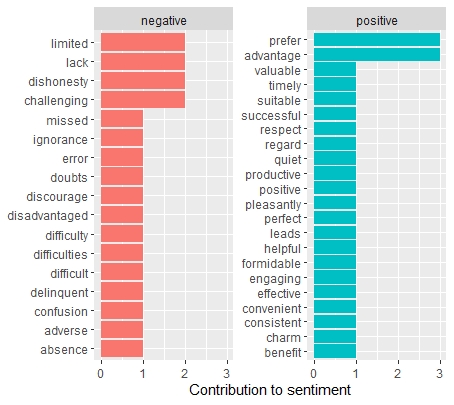 negative
limited
lack
dishonesty
challenging
missed
ignorance
error
doubts
discourage
disadvantaged
difficulty
difficulties
difficult
delinquent
confusion
adverse
absence
0 1 2 3
positive
prefer
advantage
valuable
timely
suitable
successful
respect
regard
quiet
productive
positive
pleasantly
perfect
leads
helpful
formidable
engaging
effective
convenient
consistent
charm
benefit
0 1 2 3
Contribution to sentiment